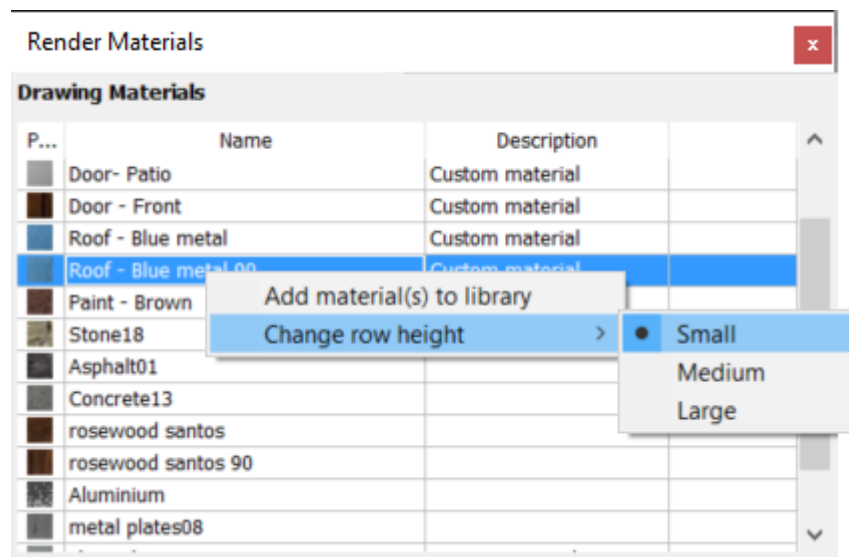 Render Materials
x
Drawing Materials
P... Name Description
Door- Patio Custom material
Door - Front Custom material
Roof - Blue metal Custom material
Roof - Blue metal 90 Custom material
Paint - Brown
Add material(s) to library
Stone18
Change row height
Small
Asphalt01
Medium
Concrete13
Large
rosewood santos
rosewood santos 90
Aluminium
metal plates08